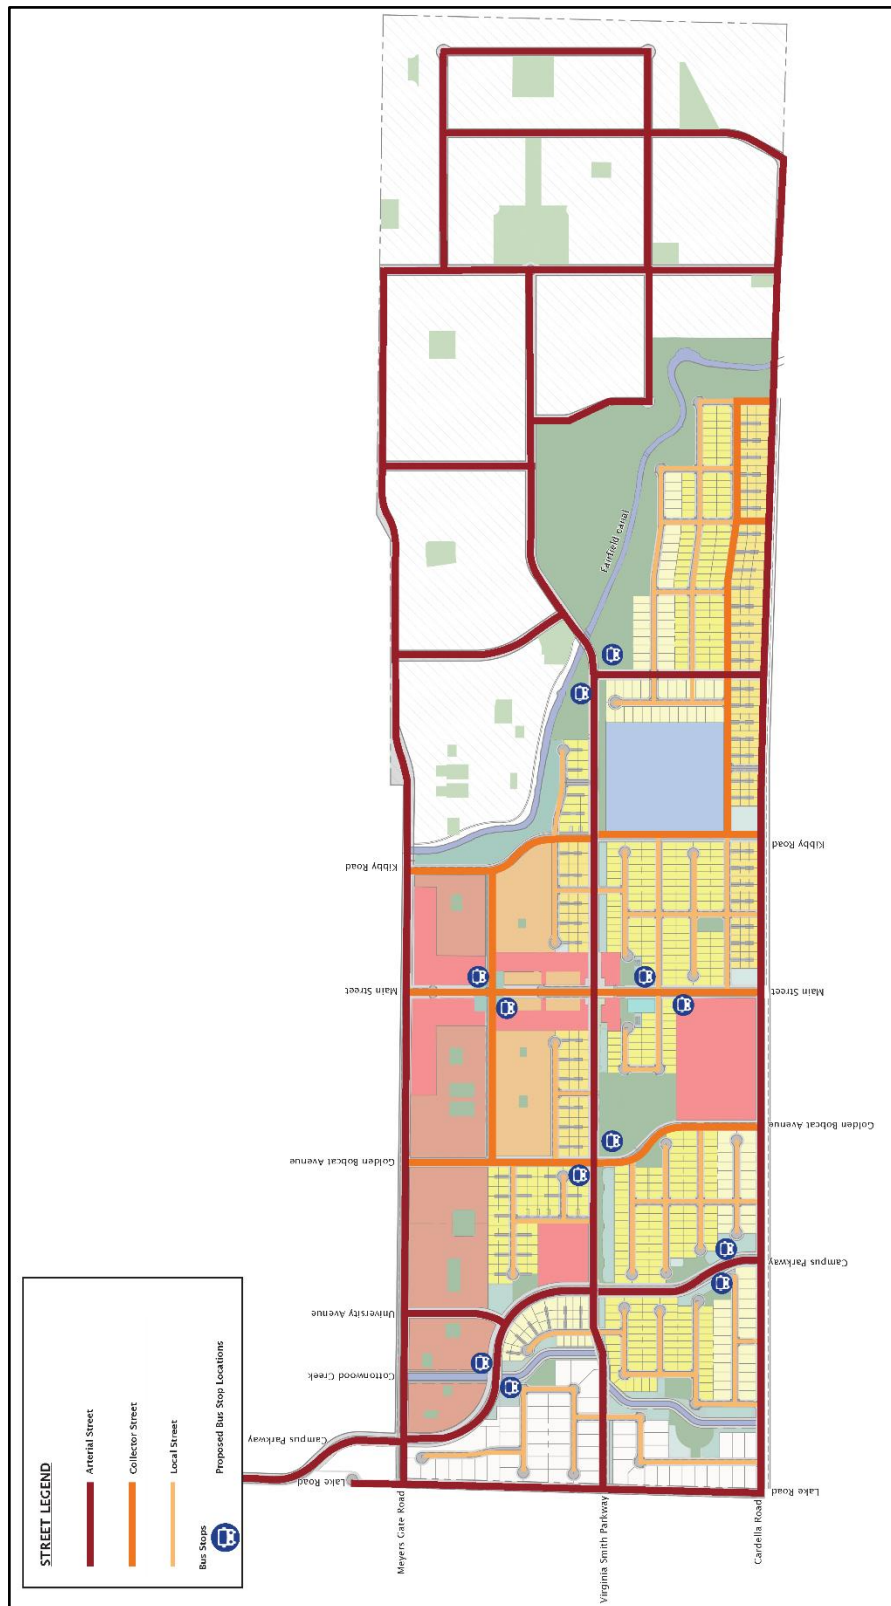 Fairfield Canal
Kibby Road
Kibby Road
Main Street
Main Street
Golden Bobcat Avenue
Golden Bobcat Avenue
Campus Parkway
University Avenue
Cottonwood Creek
Campus Parkway
Lake Road
Lake Road
Meyers Gate Road
Virginia Smith Parkway
Cardella Road
STREET LEGEND
Arterial Street
Collector Street
Local Street
Bus Stops
Proposed Bus Stop Locations